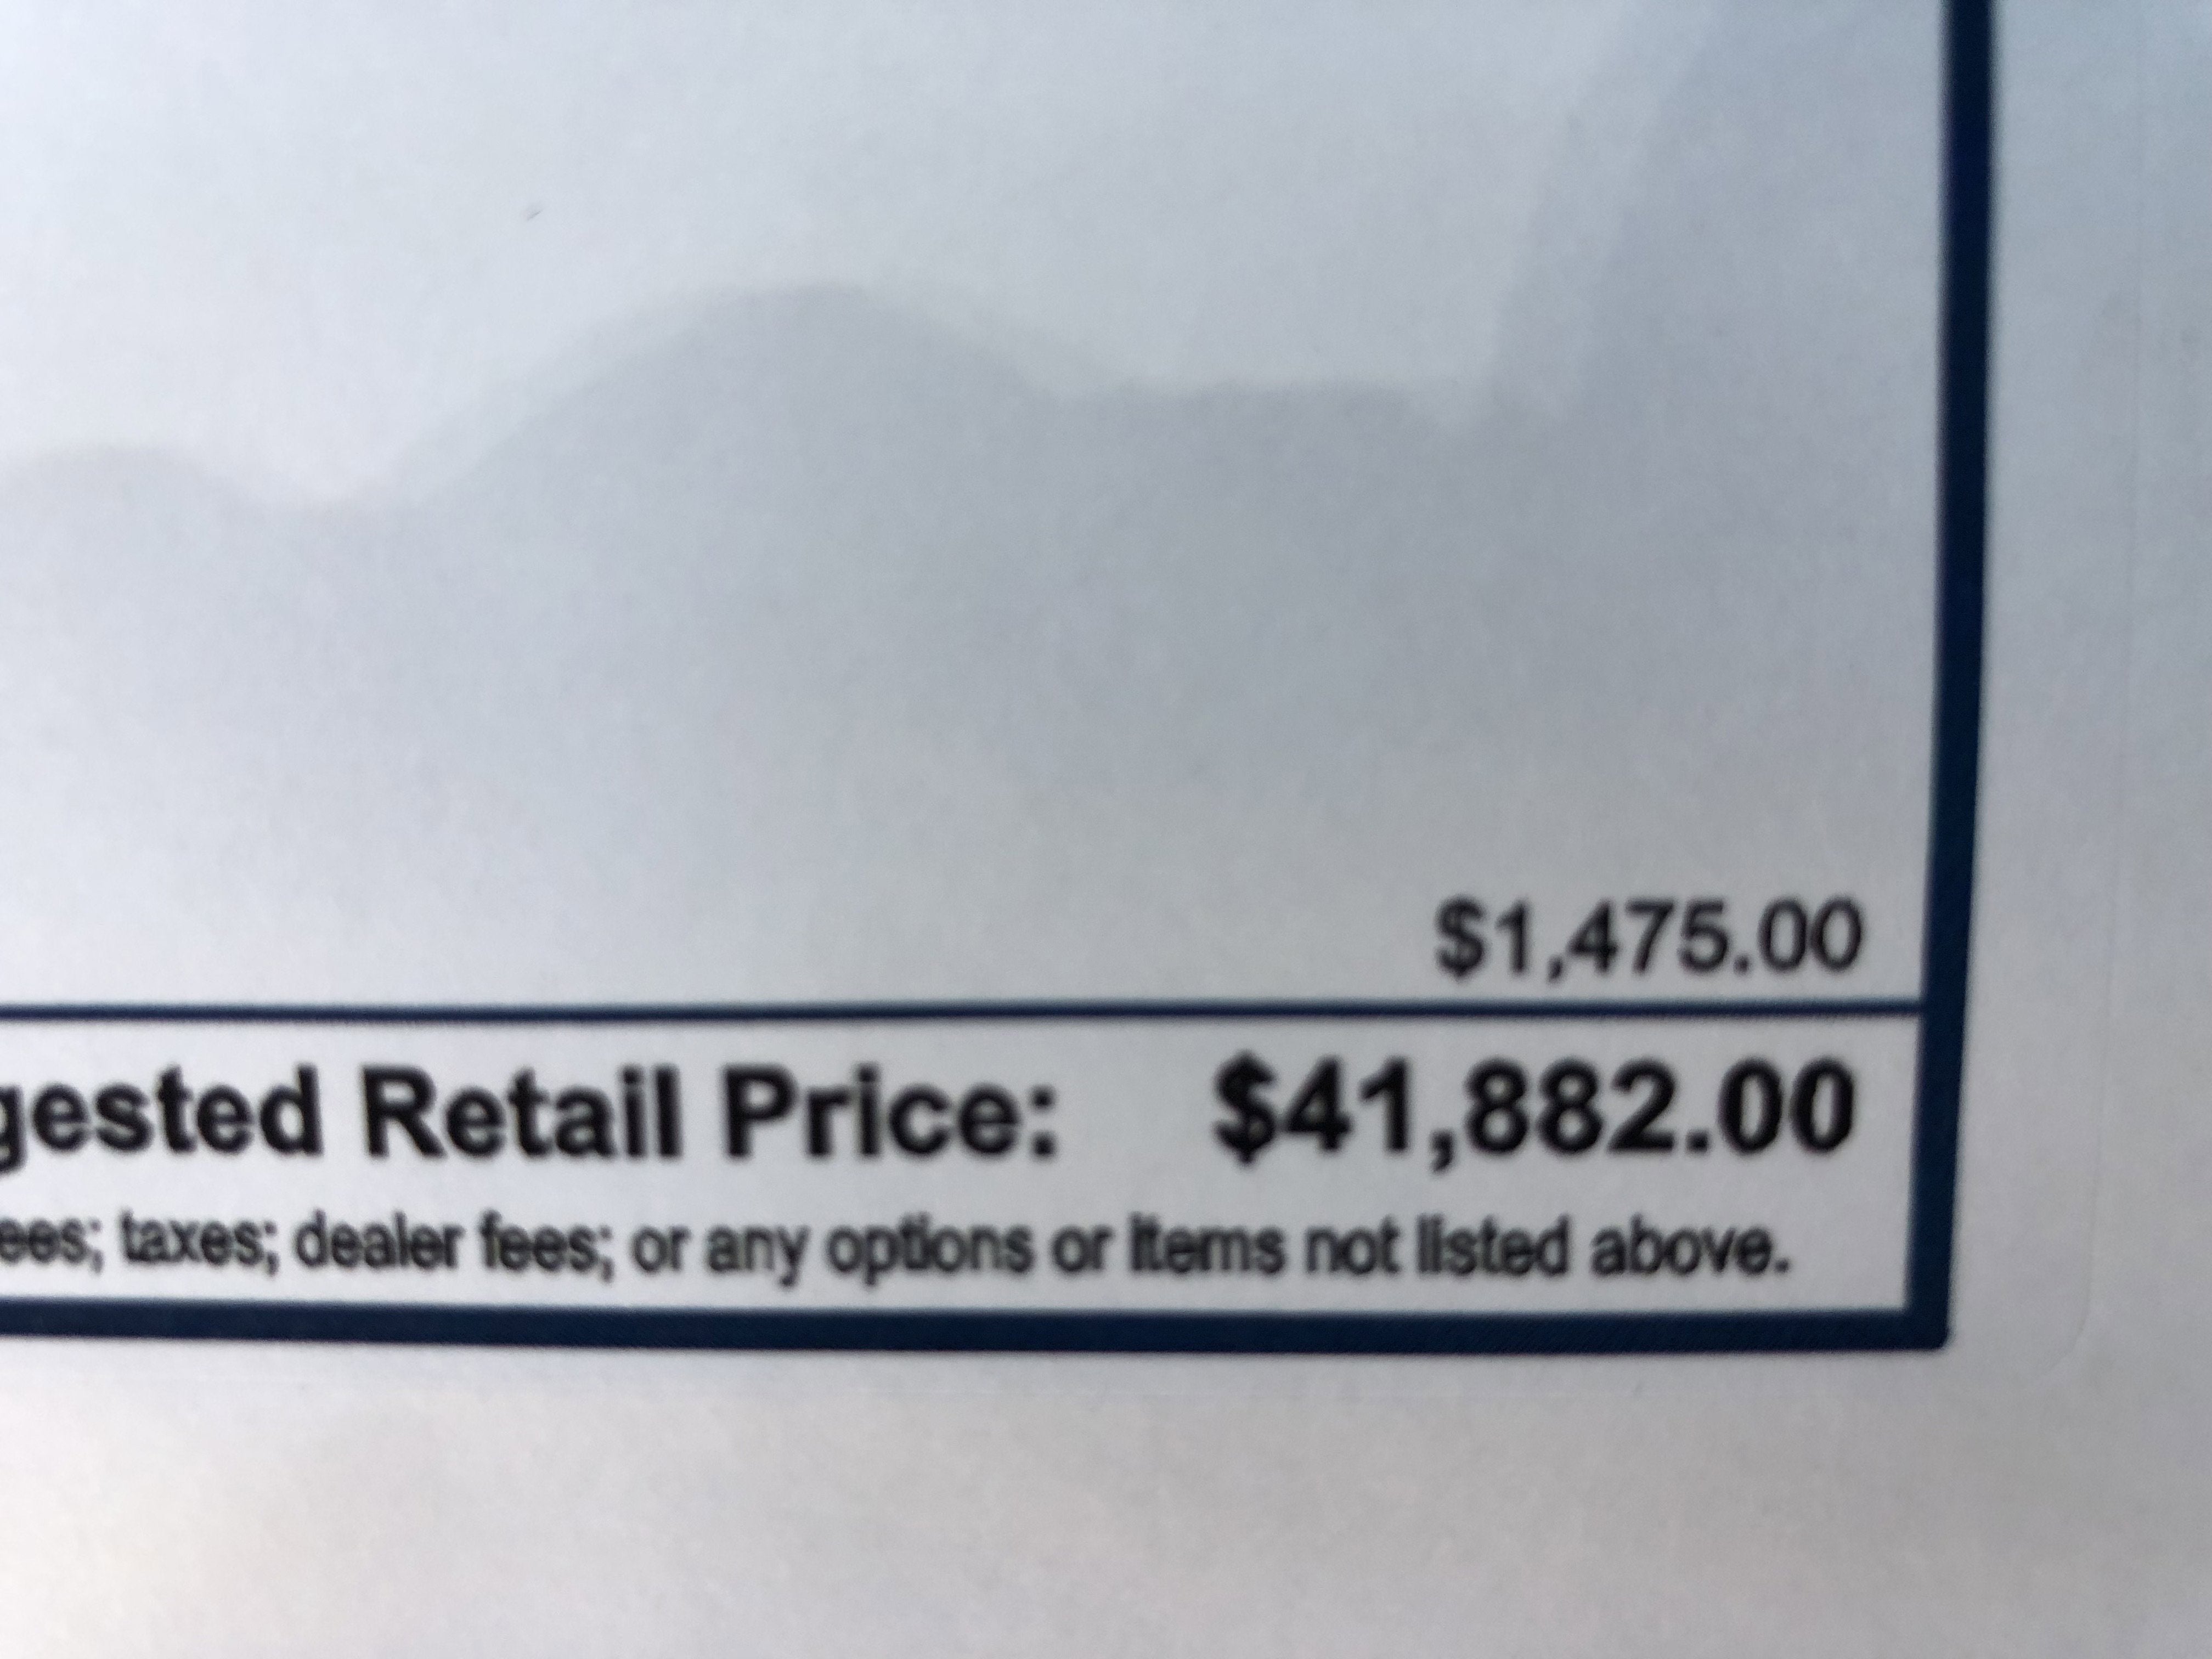 $1,475.00
gested Retail Price: $41,882.00
ees; taxes; dealer fees; or any options or items not listed above.